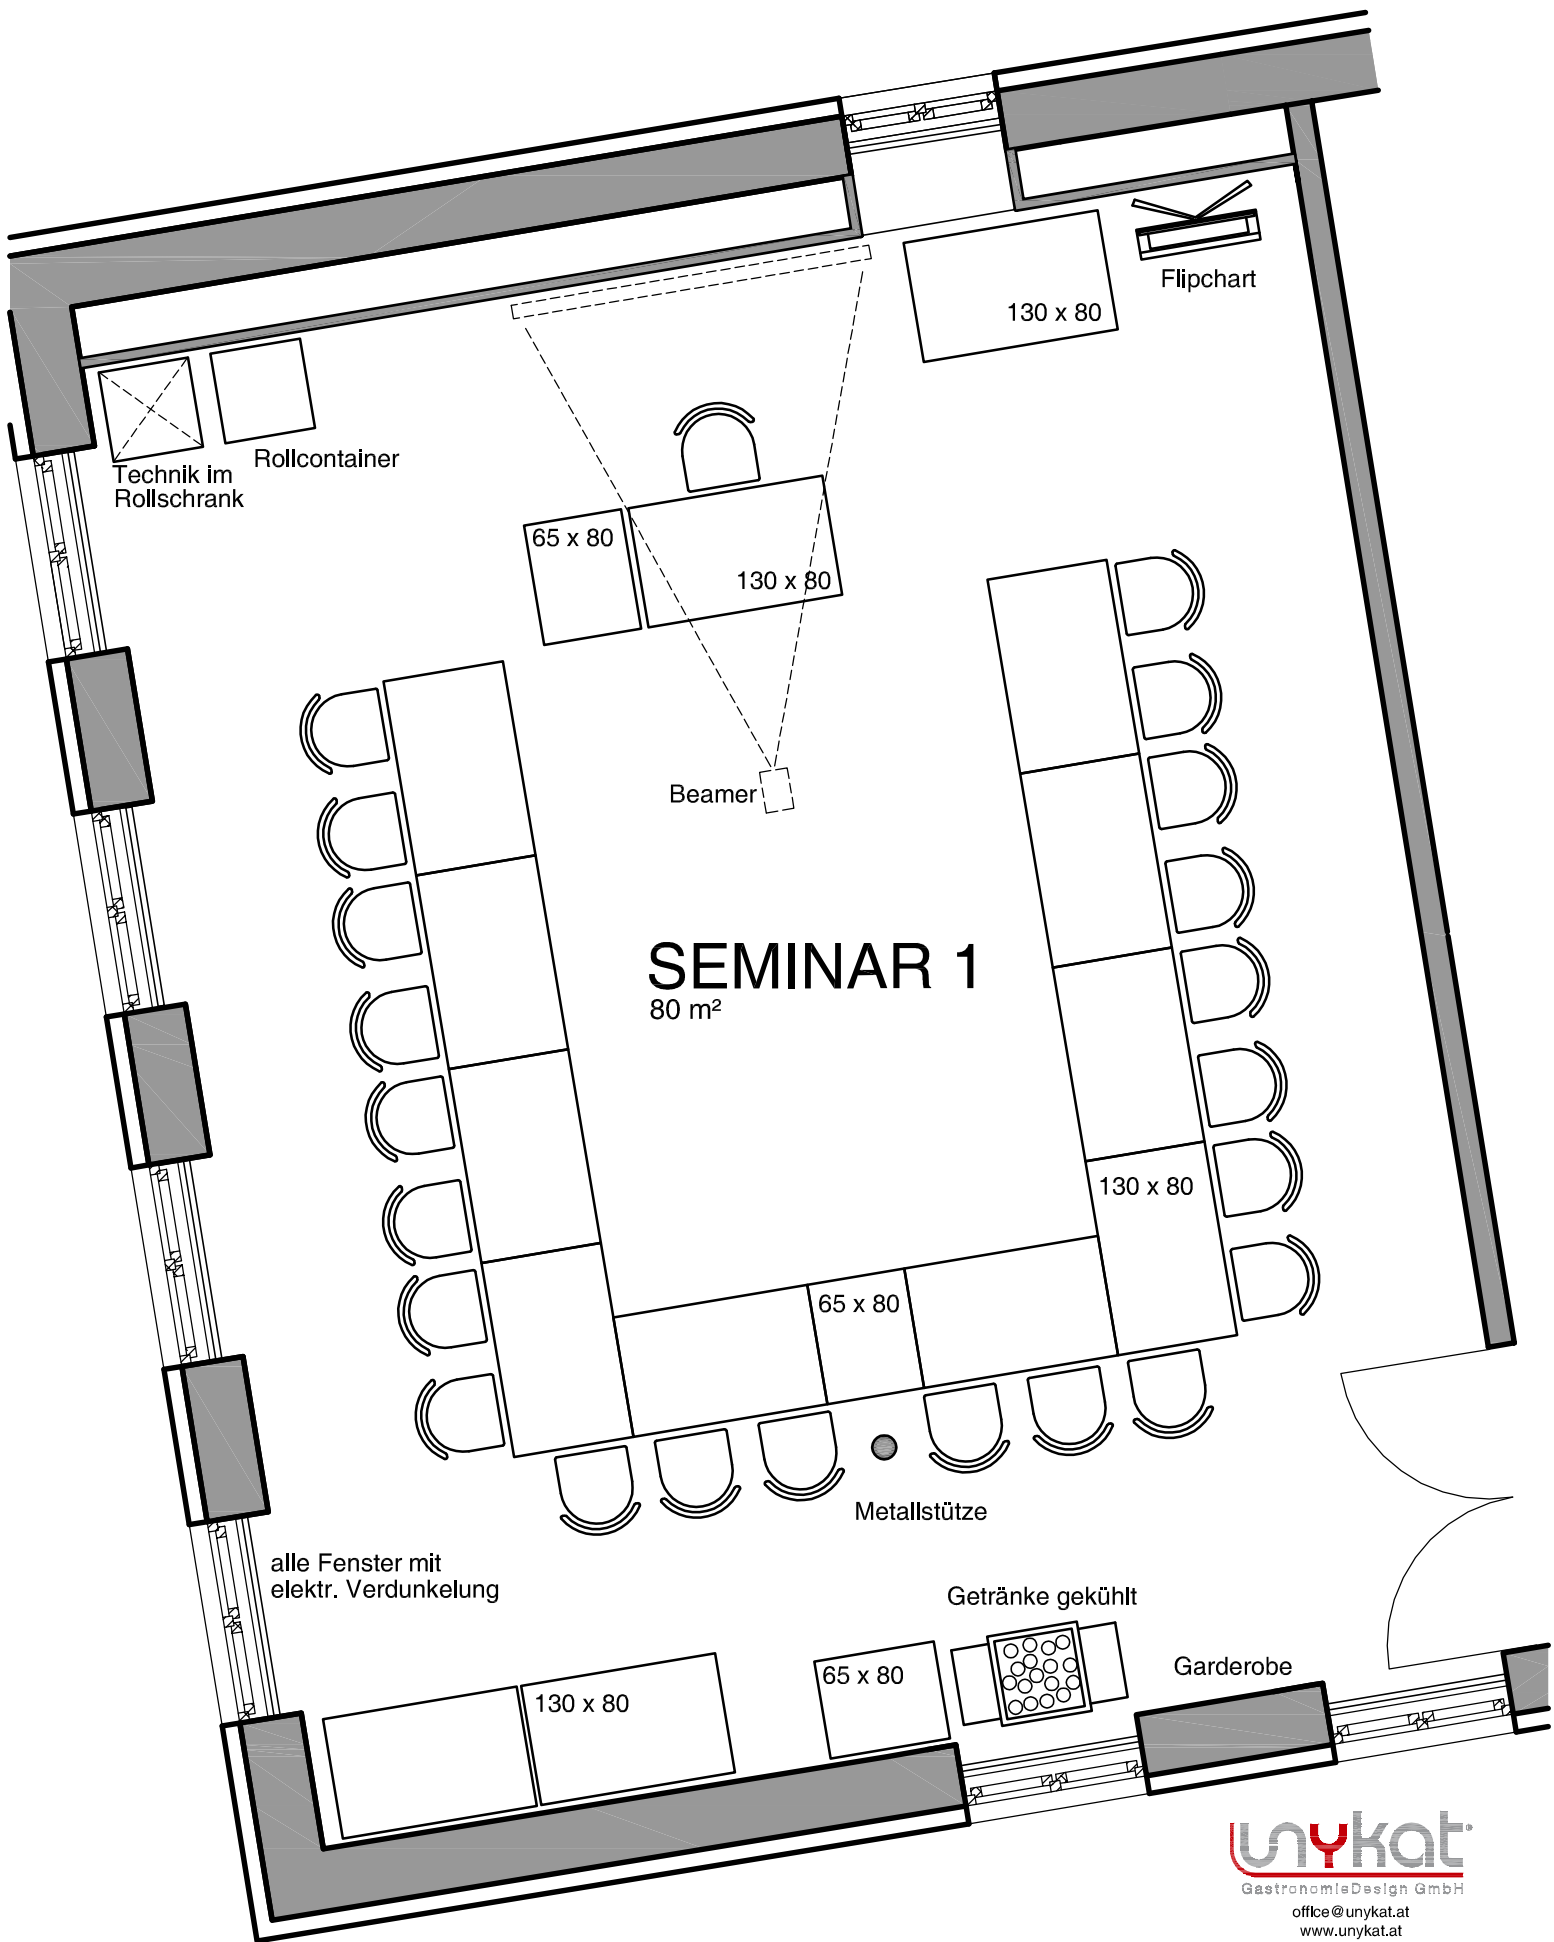 Flipchart
130 x 80
Rollcontainer
Technik im
Rollschrank
65 x 80
130 x 80
Beamer
SEMINAR 1
80 m²
130 x 80
65 x 80
Metallstütze
alle Fenster mit
elektr. Verdunkelung
Getränke gekühlt
Garderobe
65 x 80
130 x 80
unykat
GastronomieDesign GmbH
office@unykat.at
www.unykat.at